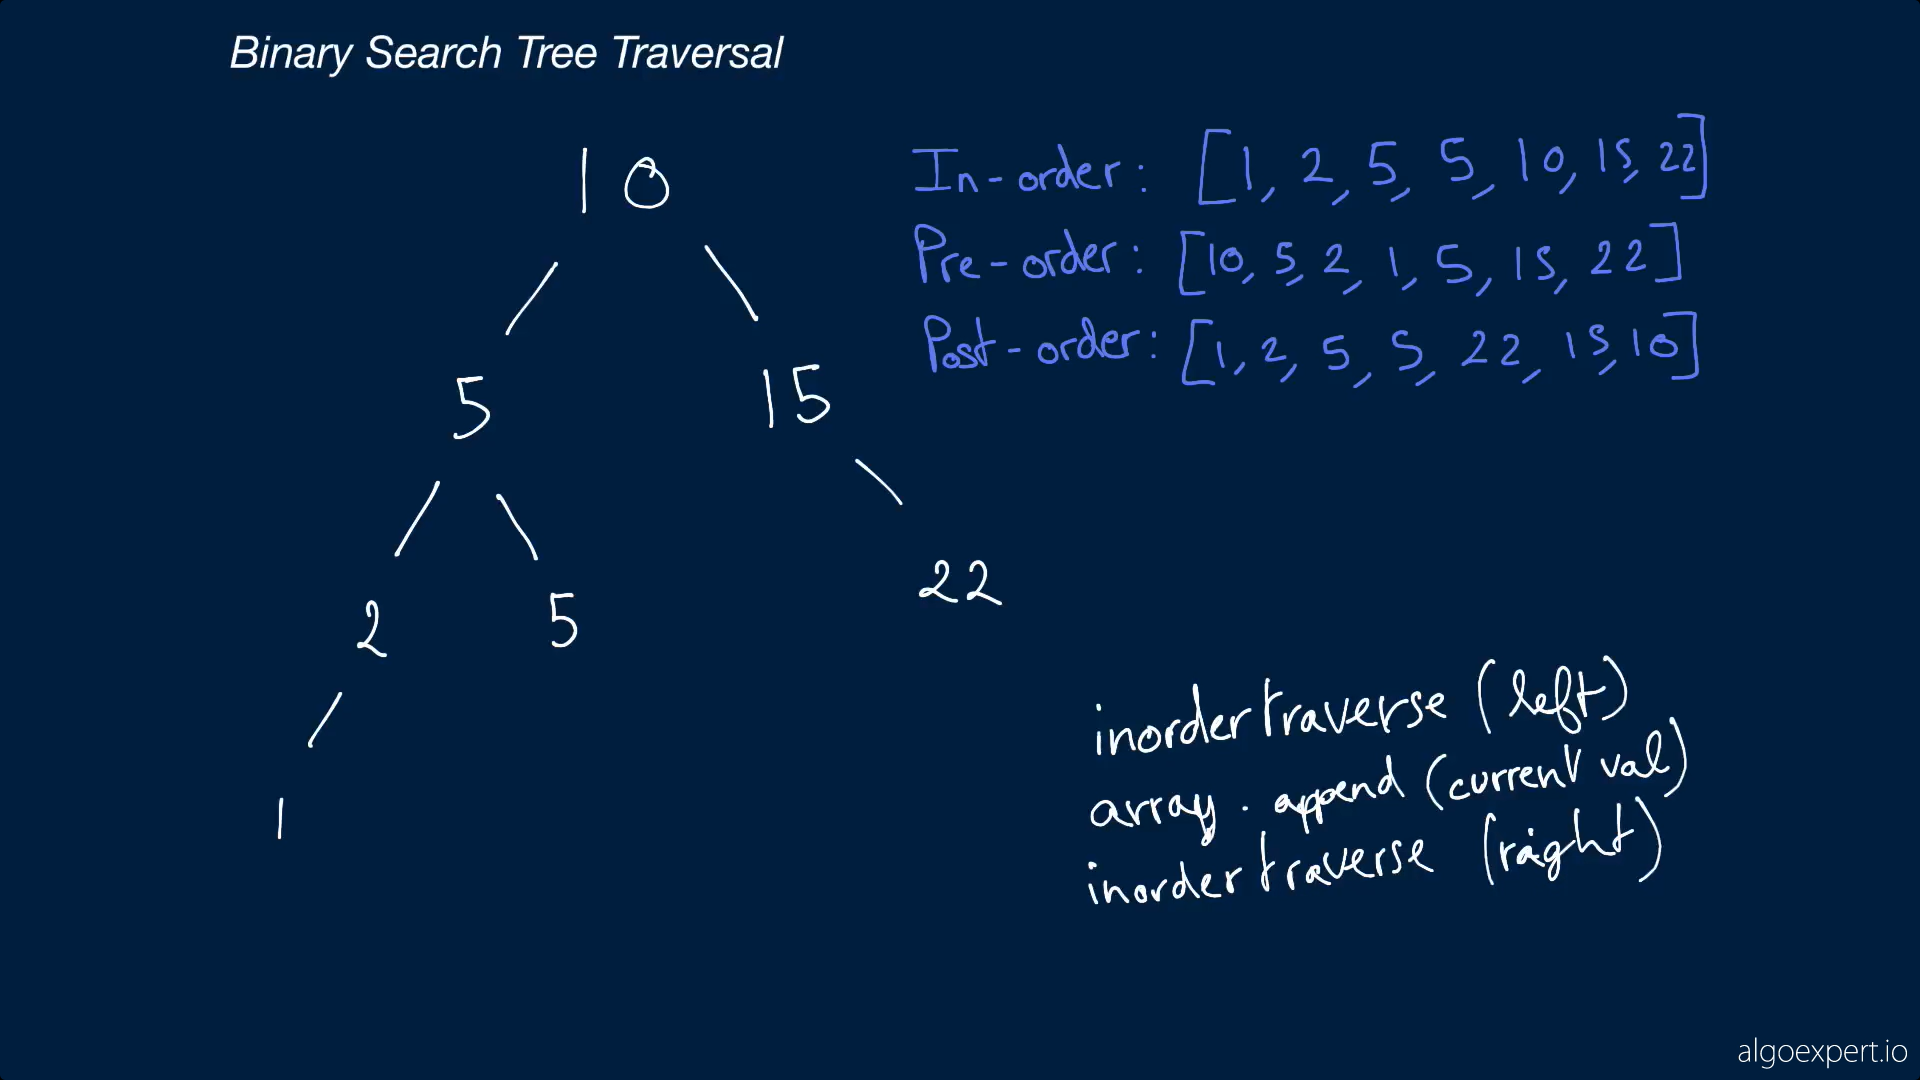 Binary Search Tree Traversal
In-order: [1, 2, 5, 5, 10, 15, 22]
Pre-order: [10, 5, 2, 1, 5, 15, 22]
Post-order: [1, 2, 5, 5, 22, 15, 10]
10
5 15
2 5 22
1
inordertraverse (left)
array.append (current val)
inordertraverse (right)
algoexpert.io